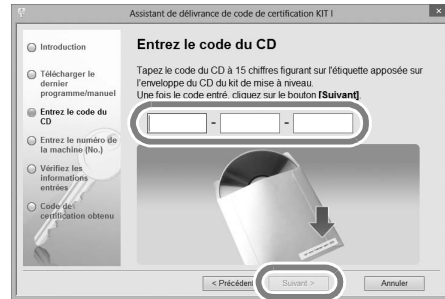 Assistant de délivrance de code de certification KIT I
Introduction
Télécharger le
dernier
programme/manuel
Entrez le code du
CD
Entrez le numéro de
la machine (No.)
Vérifiez les
informations
entrées
Code de
certification obtenu
Entrez le code du CD
Tapez le code du CD à 15 chiffres figurant sur l'étiquette apposée sur
l'enveloppe du CD du kit de mise à niveau.
Une fois le code entré, cliquez sur le bouton [Suivant].
- -
< Précédent
Suivant >
Annuler